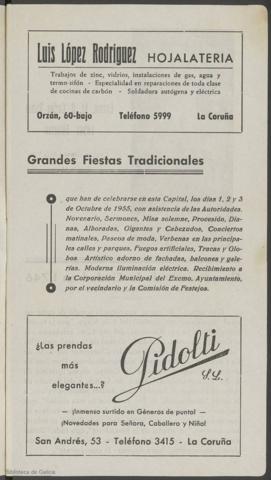 Luis López Rodriguez HOJALATERIA
Trabajos de zinc, vidrios, instalaciones de gas, agua y
termo-sifón - Especialidad en reparaciones de toda clase
de cocinas de carbón - Soldadura autógena y eléctrica
Orzán, 60-bajo Teléfono 5999 La Coruña
Grandes Fiestas Tradicionales
que han de celebrarse en esta Capital, los días 1, 2 y 3
de Octubre de 1955, con asistencia de las Autoridades.
Novenario, Sermones, Misa solemne, Procesión, Dia-
nas, Alboradas, Gigantes y Cabezudos, Conciertos
matinales, Paseos de moda, Verbenas en las principa-
les calles y parques, Fuegos artificiales, Tracas y Glo-
bos. Artístico adorno de fachadas, balcones y gale-
rías. Moderna iluminación eléctrica. Recibimiento a
la Corporación Municipal del Excmo. Ayuntamiento,
por el vecindario y la Comisión de Festejos.
¿Las prendas
más
elegantes...?
Pidolti
S.L.
— ¡Inmenso surtido en Géneros de punto! —
¡Novedades para Señora, Caballero y Niño!
San Andrés, 53 - Teléfono 3415 - La Coruña
Biblioteca de Galicia